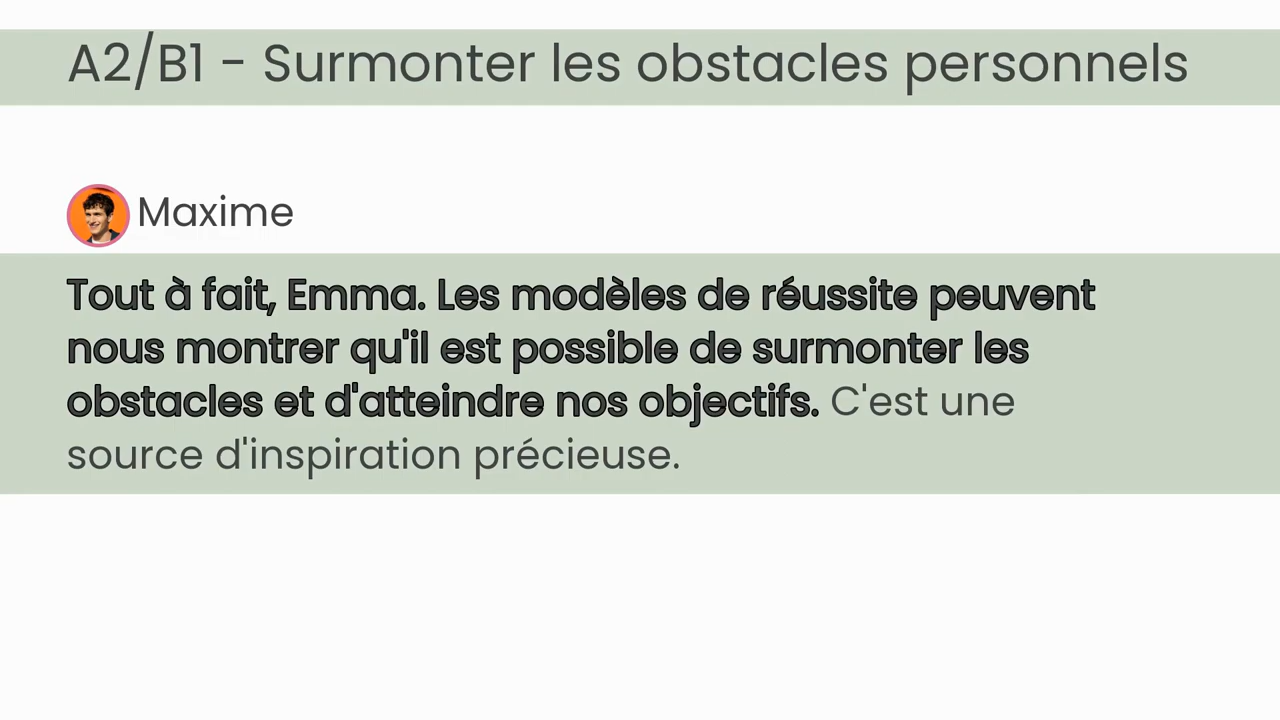 A2/B1 - Surmonter les obstacles personnels
Maxime
Tout à fait, Emma. Les modèles de réussite peuvent
nous montrer qu'il est possible de surmonter les
obstacles et d'atteindre nos objectifs. C'est une
source d'inspiration précieuse.